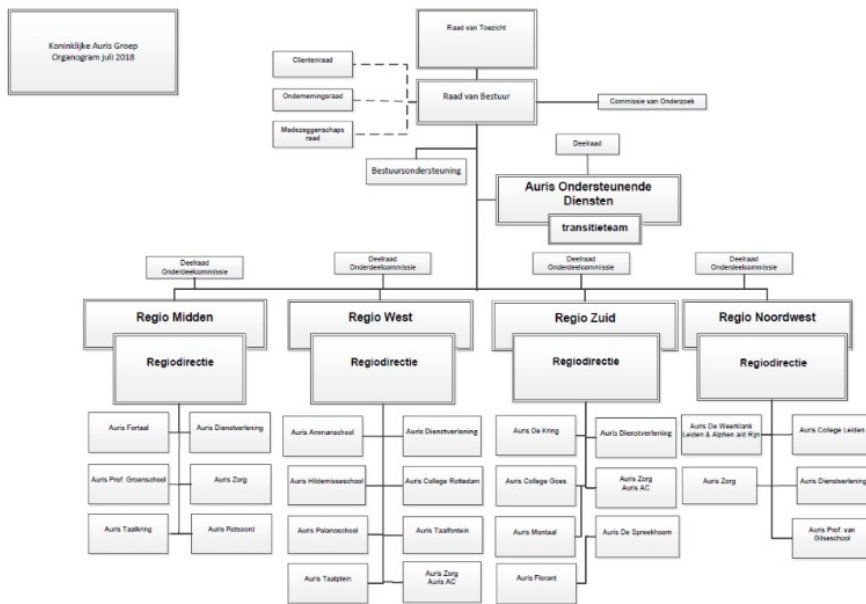 Koninklijke Auris Groep
Organogram juli 2018
Raad van Toezicht
Cliëntenraad
Ondernemingsraad
Medezeggenschaps
raad
Raad van Bestuur
Commissie van Onderzoek
Bestuursondersteuning
Deelraad
Auris Ondersteunende
Diensten
transitieteam
Deelraad
Onderdeelcommissie
Deelraad
Onderdeelcommissie
Deelraad
Onderdeelcommissie
Deelraad
Onderdeelcommissie
Regio Midden
Regiodirectie
Auris Fortaal
Auris Dienstverlening
Auris Prof. Groenschool
Auris Zorg
Auris Taalkring
Auris Rotsoord
Regio West
Regiodirectie
Auris Ammanschool
Auris Dienstverlening
Auris Hildernisseschool
Auris College Rotterdam
Auris Polanoschool
Auris Taalfontein
Auris Taalplein
Auris Zorg
Auris AC
Regio Zuid
Regiodirectie
Auris De Kring
Auris Dienstverlening
Auris College Goes
Auris Zorg
Auris AC
Auris Montaal
Auris De Spreekhoorn
Auris Florant
Regio Noordwest
Regiodirectie
Auris De Weerklank
Leiden & Alphen a/d Rijn
Auris College Leiden
Auris Zorg
Auris Dienstverlening
Auris Prof. van
Gilseschool